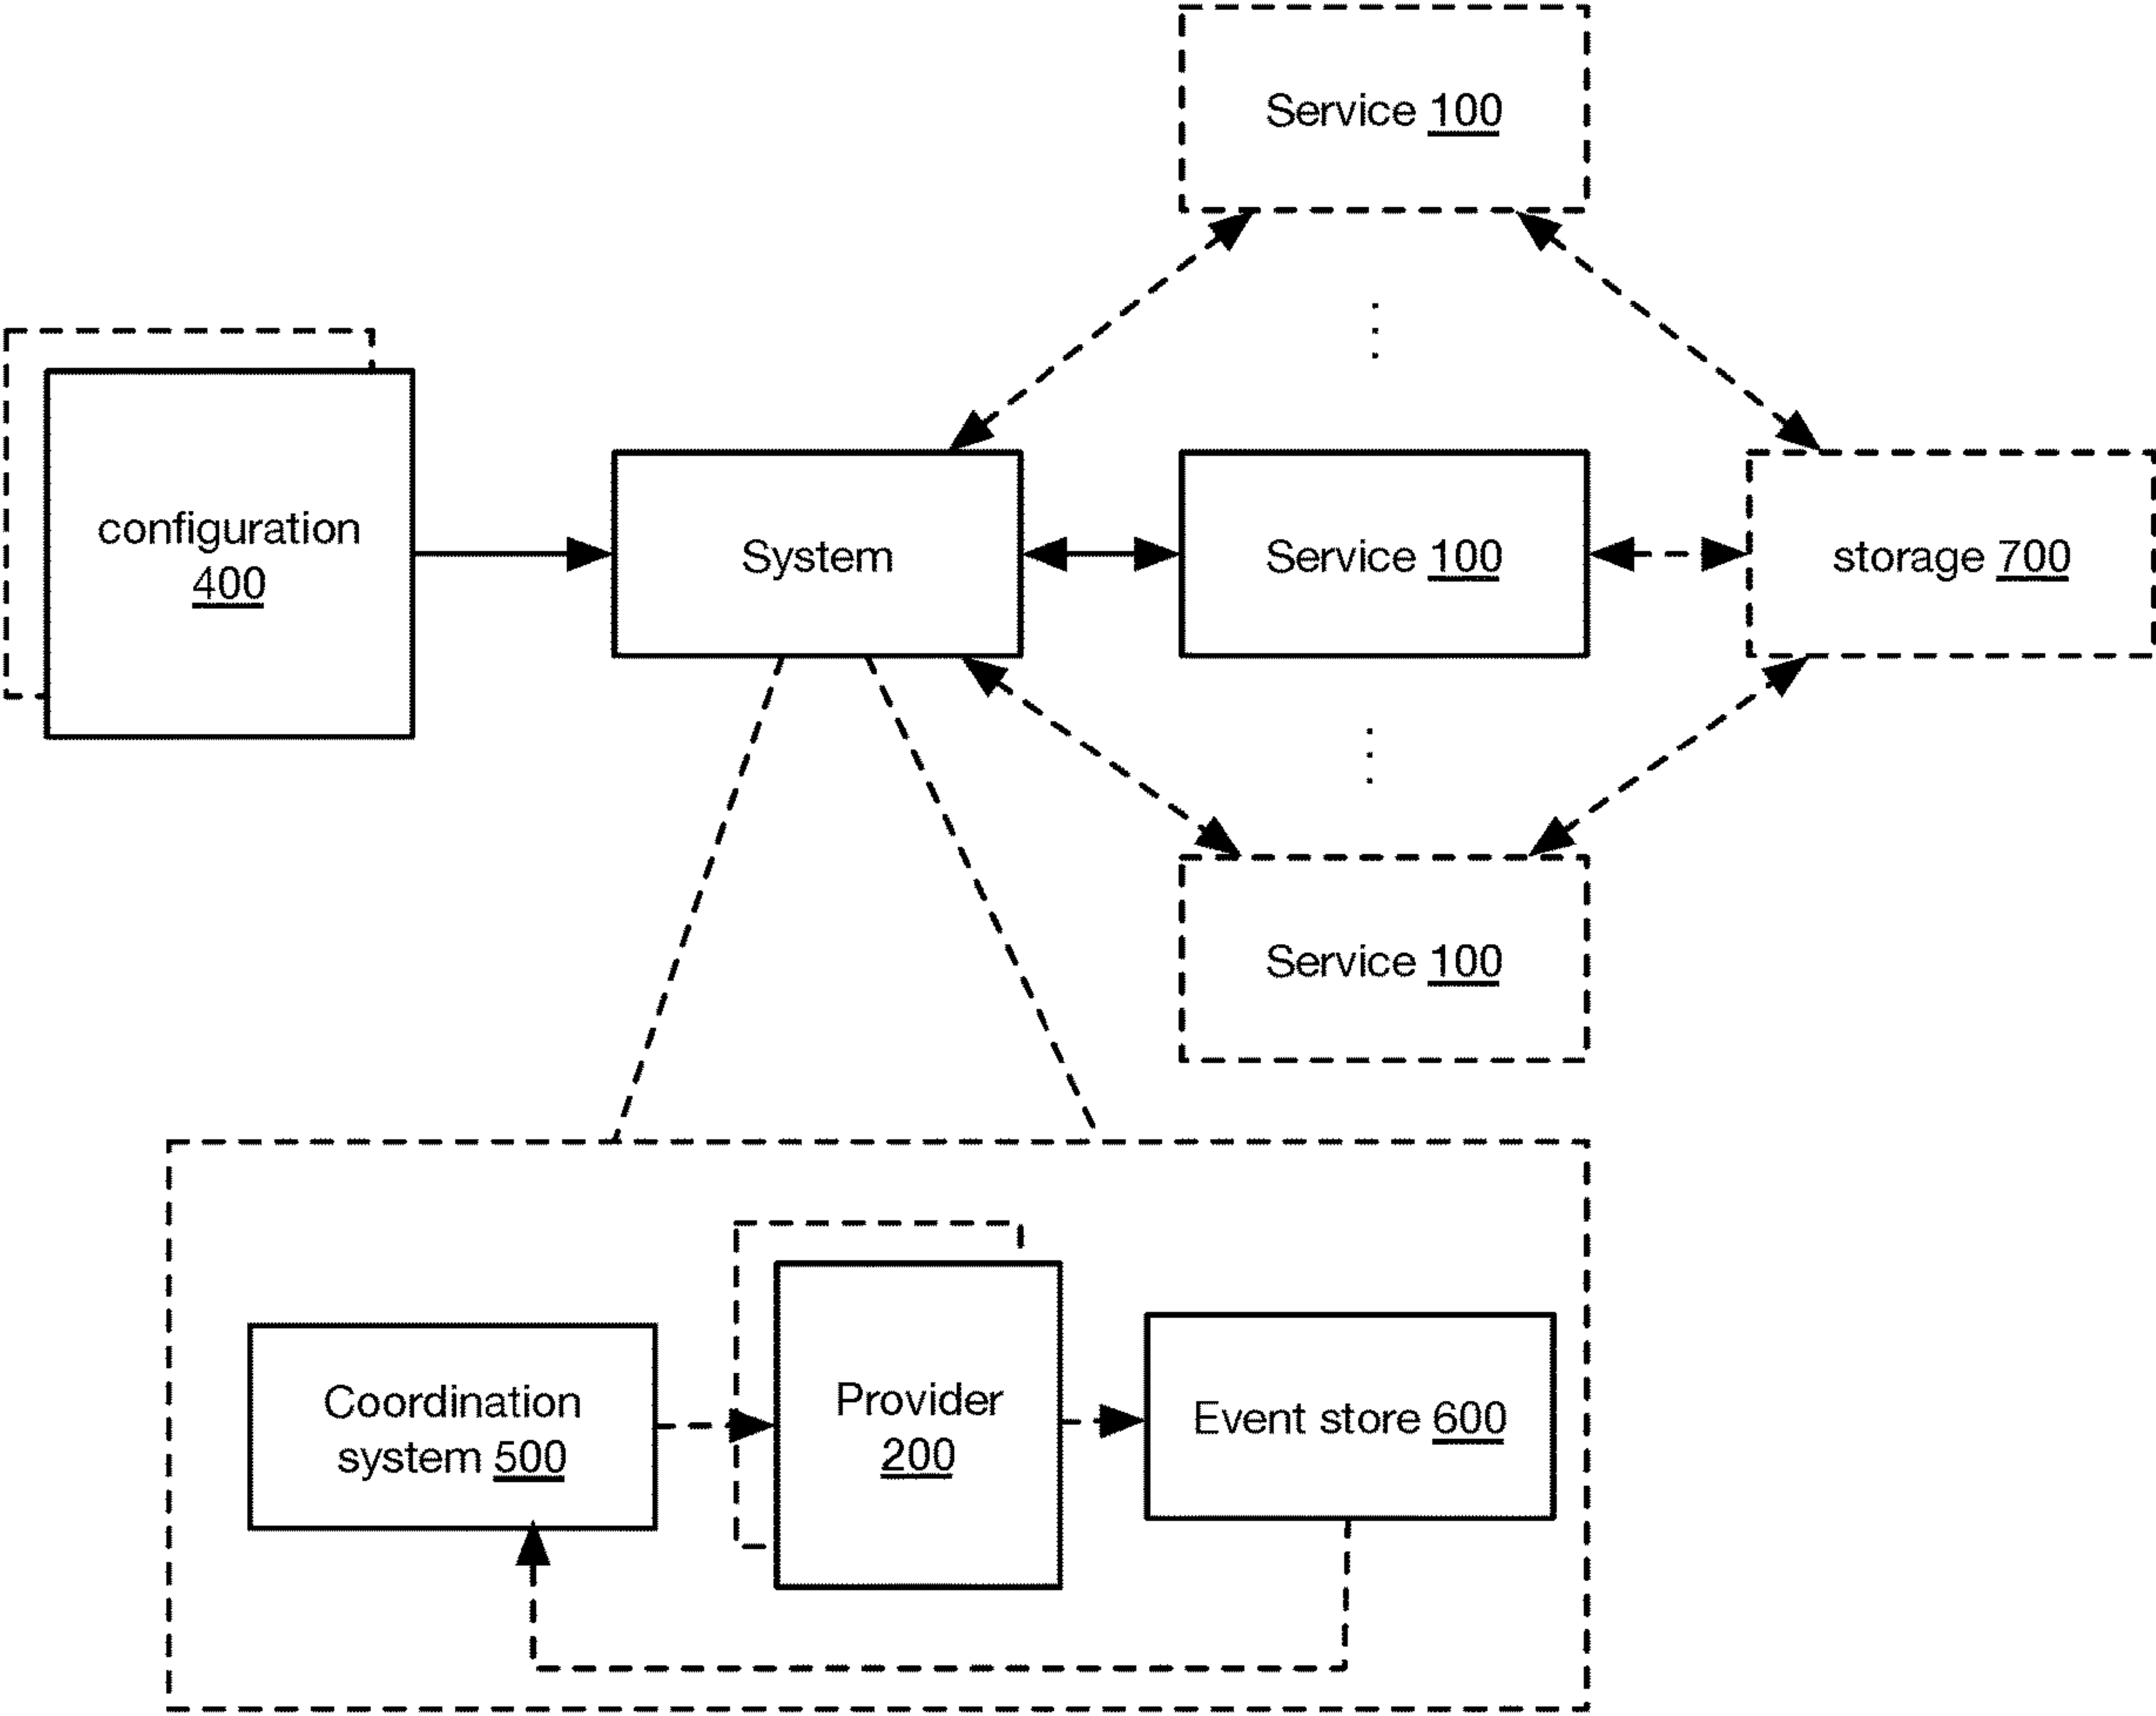 Service 100
configuration
400
System
Service 100
storage 700
Service 100
Coordination
system 500
Provider
200
Event store 600